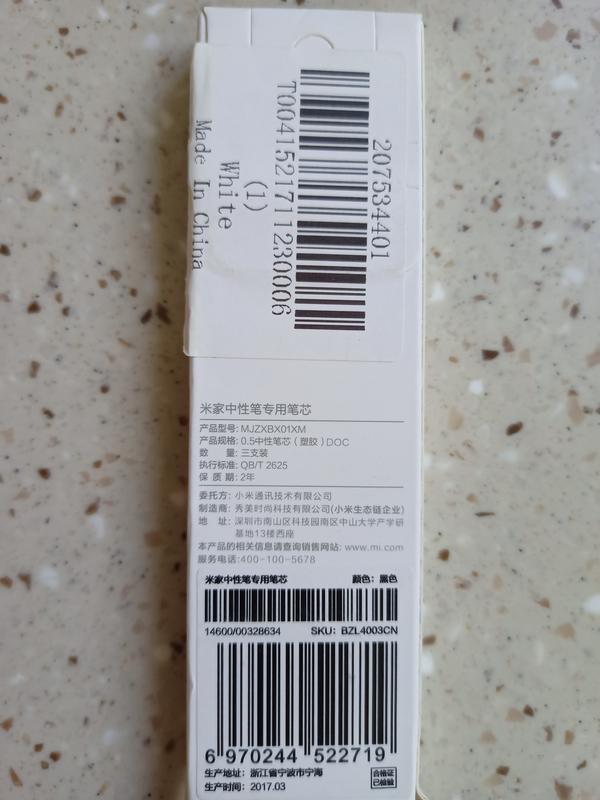 207534401
T0041521711230006
(1)
White
Made In China
米家中性笔专用笔芯
产品型号: MJZXBX01XM
产品规格: 0.5中性笔芯（塑胶）DOC
数 量: 三支装
执行标准: QB/T 2625
保 质 期: 2年
委托方: 小米通讯技术有限公司
制造商: 秀美时尚科技有限公司(小米生态链企业)
地 址: 深圳市南山区科技园南区中山大学产学研
基地13楼西座
本产品的相关信息请查询销售网站: www.mi.com
服务电话:400-100-5678
米家中性笔专用笔芯 颜色：黑色
14600/00328634 SKU: BZL4003CN
6 970244 522719
生产地址：浙江省宁波市宁海
生产时间：2017.03
合格证
已检验